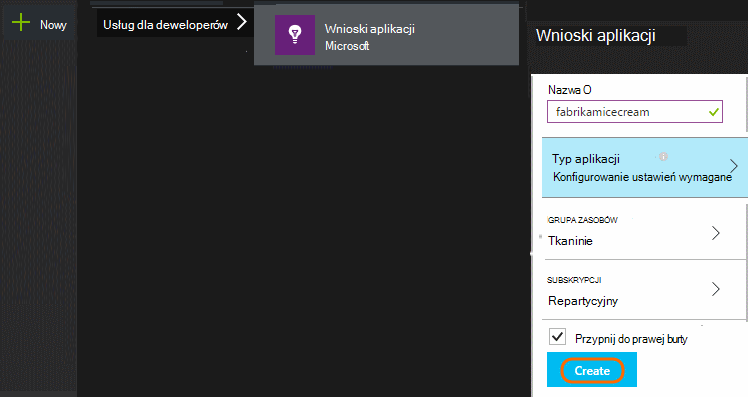 Nowy
Usług dla deweloperów
Wnioski aplikacji
Microsoft
Wnioski aplikacji
Nazwa O
fabrikamicecream
Typ aplikacji
Konfigurowanie ustawień wymagane
GRUPA ZASOBÓW
Tkaninie
SUBSKRYPCJI
Repartycyjny
Przypnij do prawej burty
Create